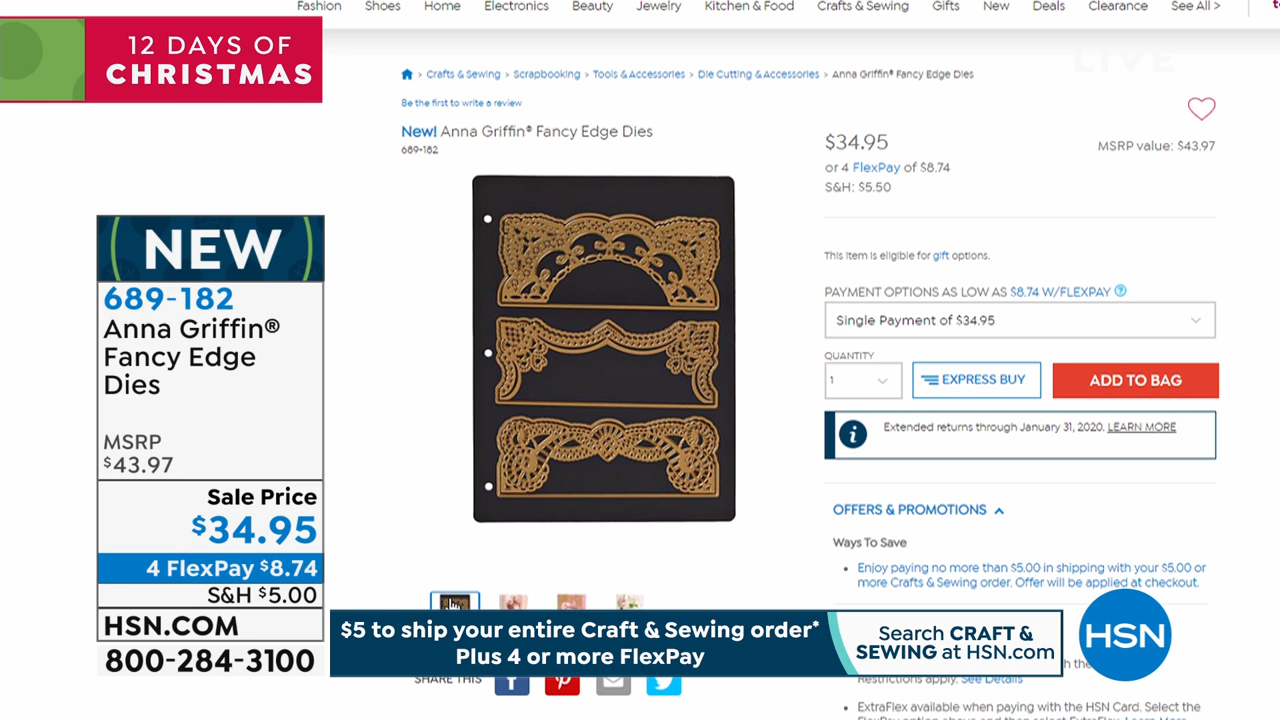 Fashion Shoes Home Electronics Beauty Jewelry Kitchen & Food Crafts & Sewing Gifts New Deals Clearance See All >
12 DAYS OF
CHRISTMAS
LIVE
> Crafts & Sewing > Scrapbooking > Tools & Accessories > Die Cutting & Accessories > Anna Griffin® Fancy Edge Dies
Be the first to write a review
New! Anna Griffin® Fancy Edge Dies
689-182
$34.95
MSRP value: $43.97
or 4 FlexPay of $8.74
S&H: $5.50
This item is eligible for gift options.
PAYMENT OPTIONS AS LOW AS $8.74 W/FLEXPAY ?
Single Payment of $34.95
QUANTITY
1
EXPRESS BUY
ADD TO BAG
i
Extended returns through January 31, 2020. LEARN MORE
OFFERS & PROMOTIONS
Ways To Save
• Enjoy paying no more than $5.00 in shipping with your $5.00 or
more Crafts & Sewing order. Offer will be applied at checkout.
Restrictions apply. See Details
• ExtraFlex available when paying with the HSN Card. Select the
SHARE THIS
NEW
689-182
Anna Griffin®
Fancy Edge
Dies
MSRP
$43.97
Sale Price
$34.95
4 FlexPay $8.74
S&H $5.00
HSN.COM
800-284-3100
$5 to ship your entire Craft & Sewing order*
Plus 4 or more FlexPay
Search CRAFT &
SEWING at HSN.com
HSN